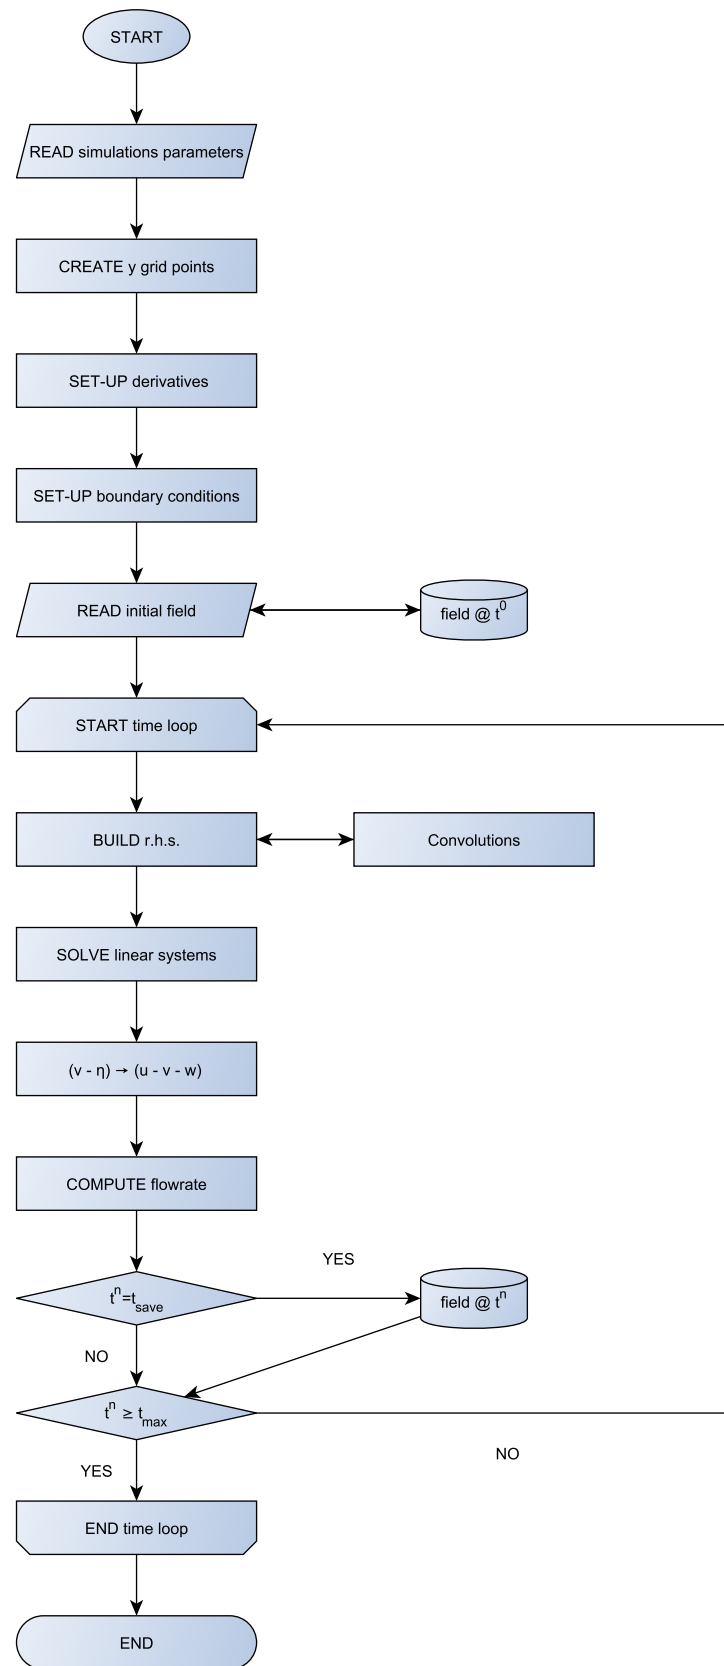 START
READ simulations parameters
CREATE y grid points
SET-UP derivatives
SET-UP boundary conditions
READ initial field
field @ t⁰
START time loop
BUILD r.h.s.
Convolutions
SOLVE linear systems
(v - η) → (u - v - w)
COMPUTE flowrate
YES
tⁿ=t_save
field @ tⁿ
NO
tⁿ ≥ t_max
NO
YES
END time loop
END